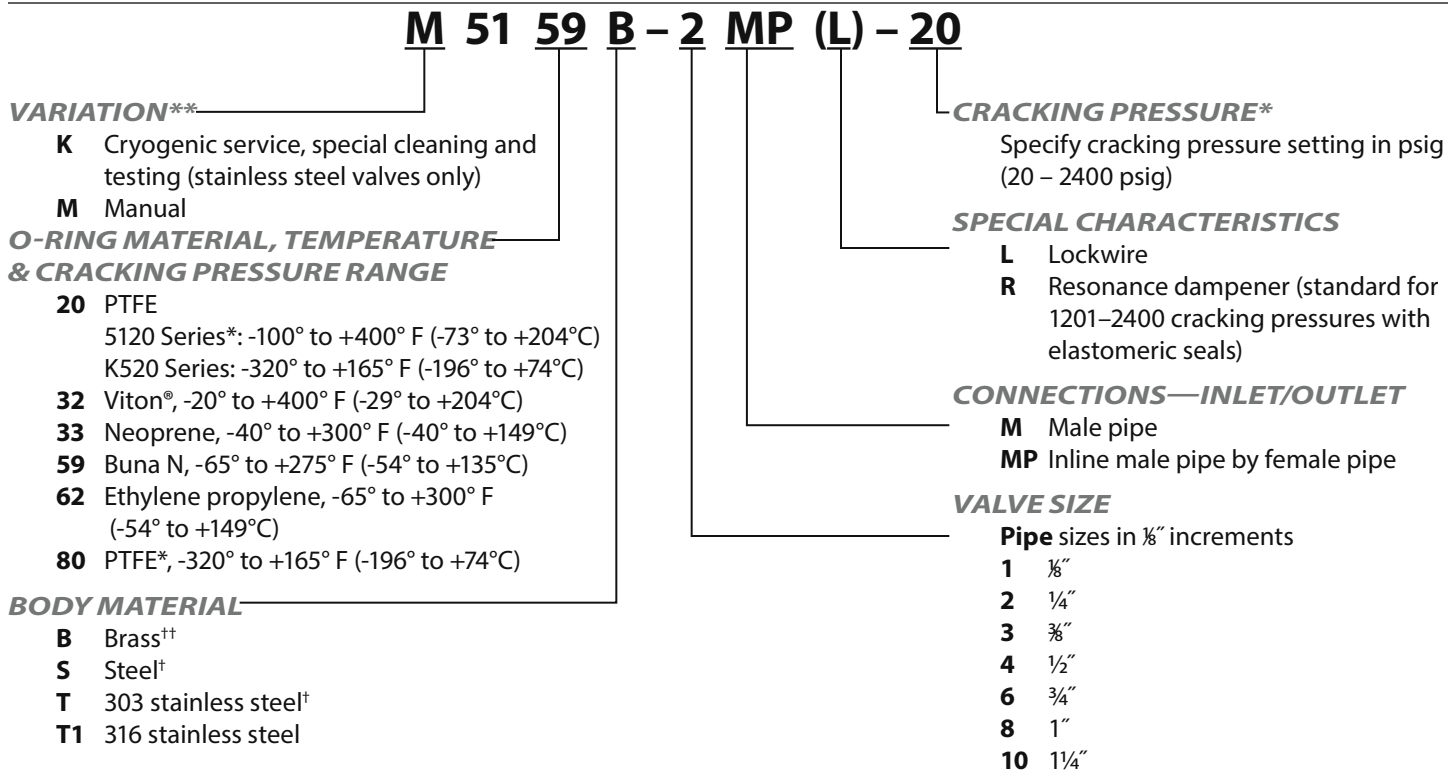 M 51 59 B – 2 MP (L) – 20
VARIATION**
K Cryogenic service, special cleaning and
testing (stainless steel valves only)
M Manual
O-RING MATERIAL, TEMPERATURE
& CRACKING PRESSURE RANGE
20 PTFE
5120 Series*: -100° to +400° F (-73° to +204°C)
K520 Series: -320° to +165° F (-196° to +74°C)
32 Viton®, -20° to +400° F (-29° to +204°C)
33 Neoprene, -40° to +300° F (-40° to +149°C)
59 Buna N, -65° to +275° F (-54° to +135°C)
62 Ethylene propylene, -65° to +300° F
(-54° to +149°C)
80 PTFE*, -320° to +165° F (-196° to +74°C)
BODY MATERIAL
B Brass††
S Steel†
T 303 stainless steel†
T1 316 stainless steel
CRACKING PRESSURE*
Specify cracking pressure setting in psig
(20 – 2400 psig)
SPECIAL CHARACTERISTICS
L Lockwire
R Resonance dampener (standard for
1201–2400 cracking pressures with
elastomeric seals)
CONNECTIONS—INLET/OUTLET
M Male pipe
MP Inline male pipe by female pipe
VALVE SIZE
Pipe sizes in ⅛˝ increments
1 ⅛˝
2 ¼˝
3 ⅜˝
4 ½˝
6 ¾˝
8 1˝
10 1¼˝